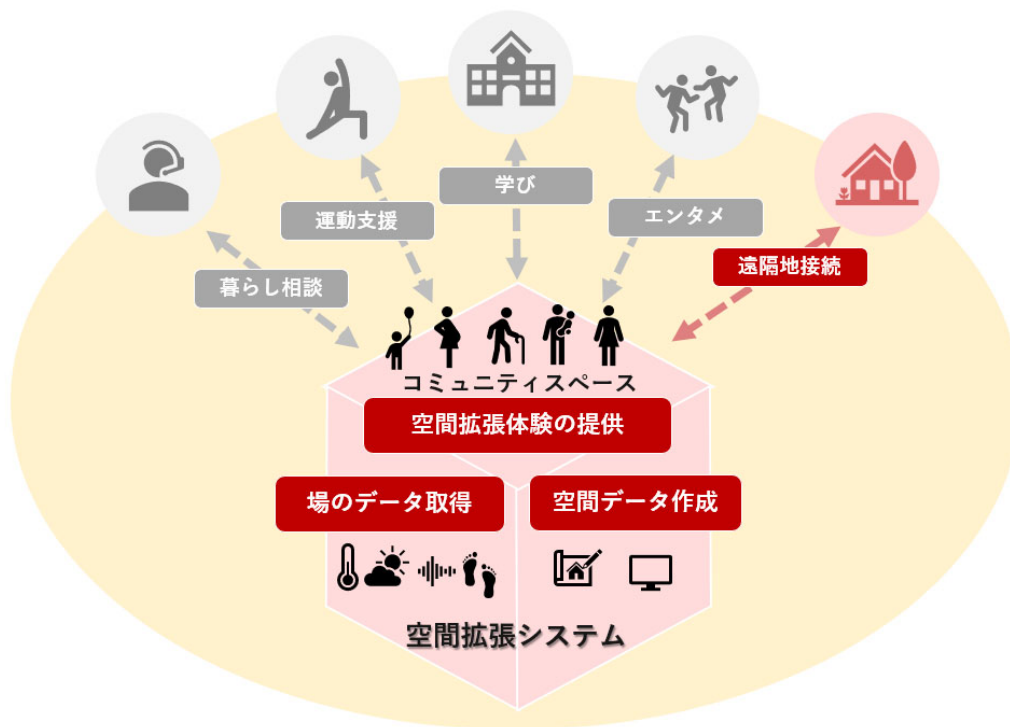 学び
運動支援
エンタメ
遠隔地接続
暮らし相談
コミュニティスペース
空間拡張体験の提供
場のデータ取得
空間データ作成
空間拡張システム